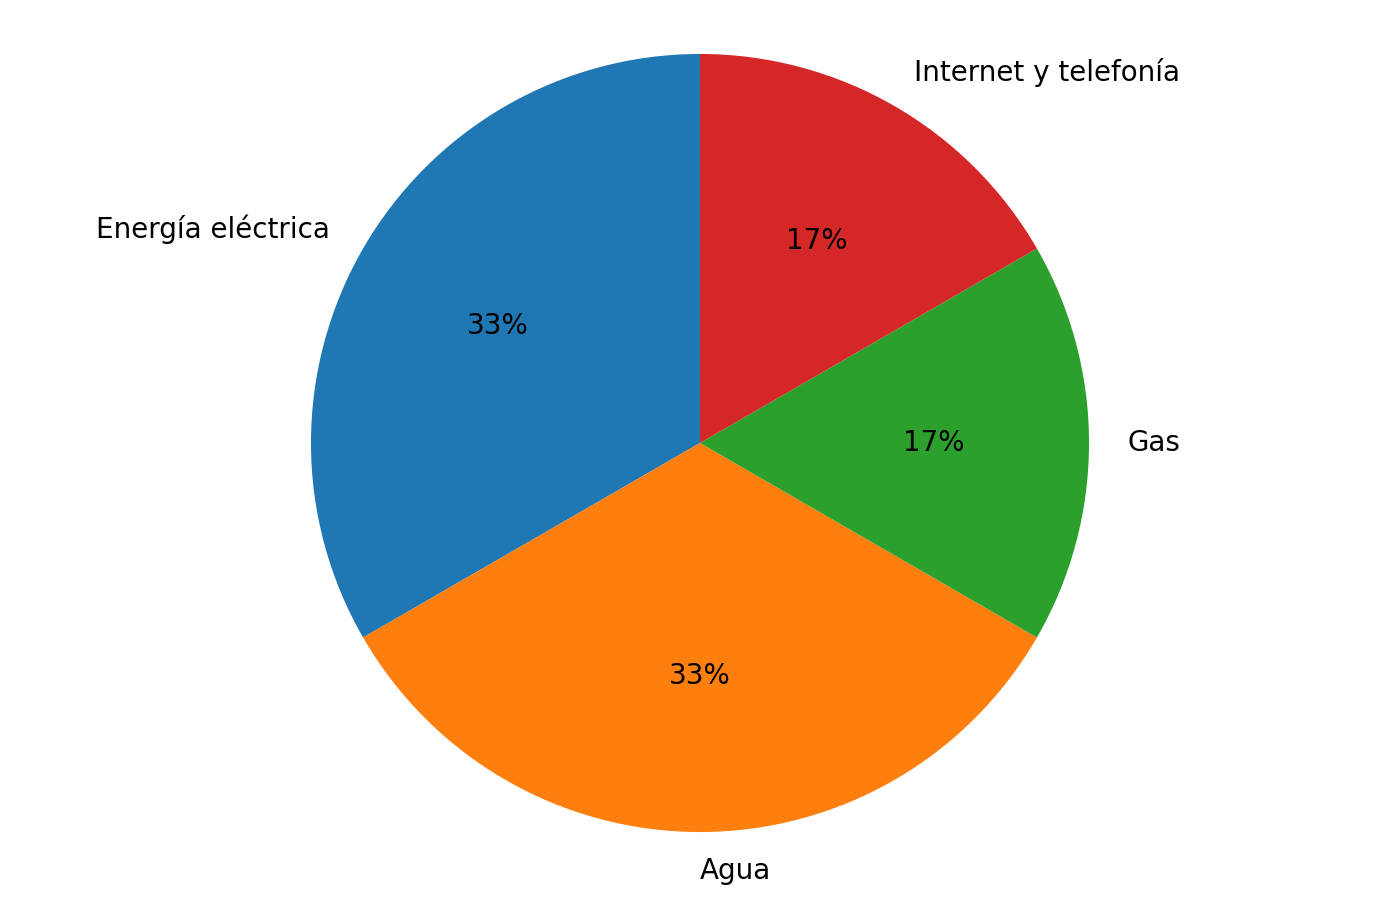 Internet y telefonía
Energía eléctrica
17%
33%
17%
Gas
33%
Agua